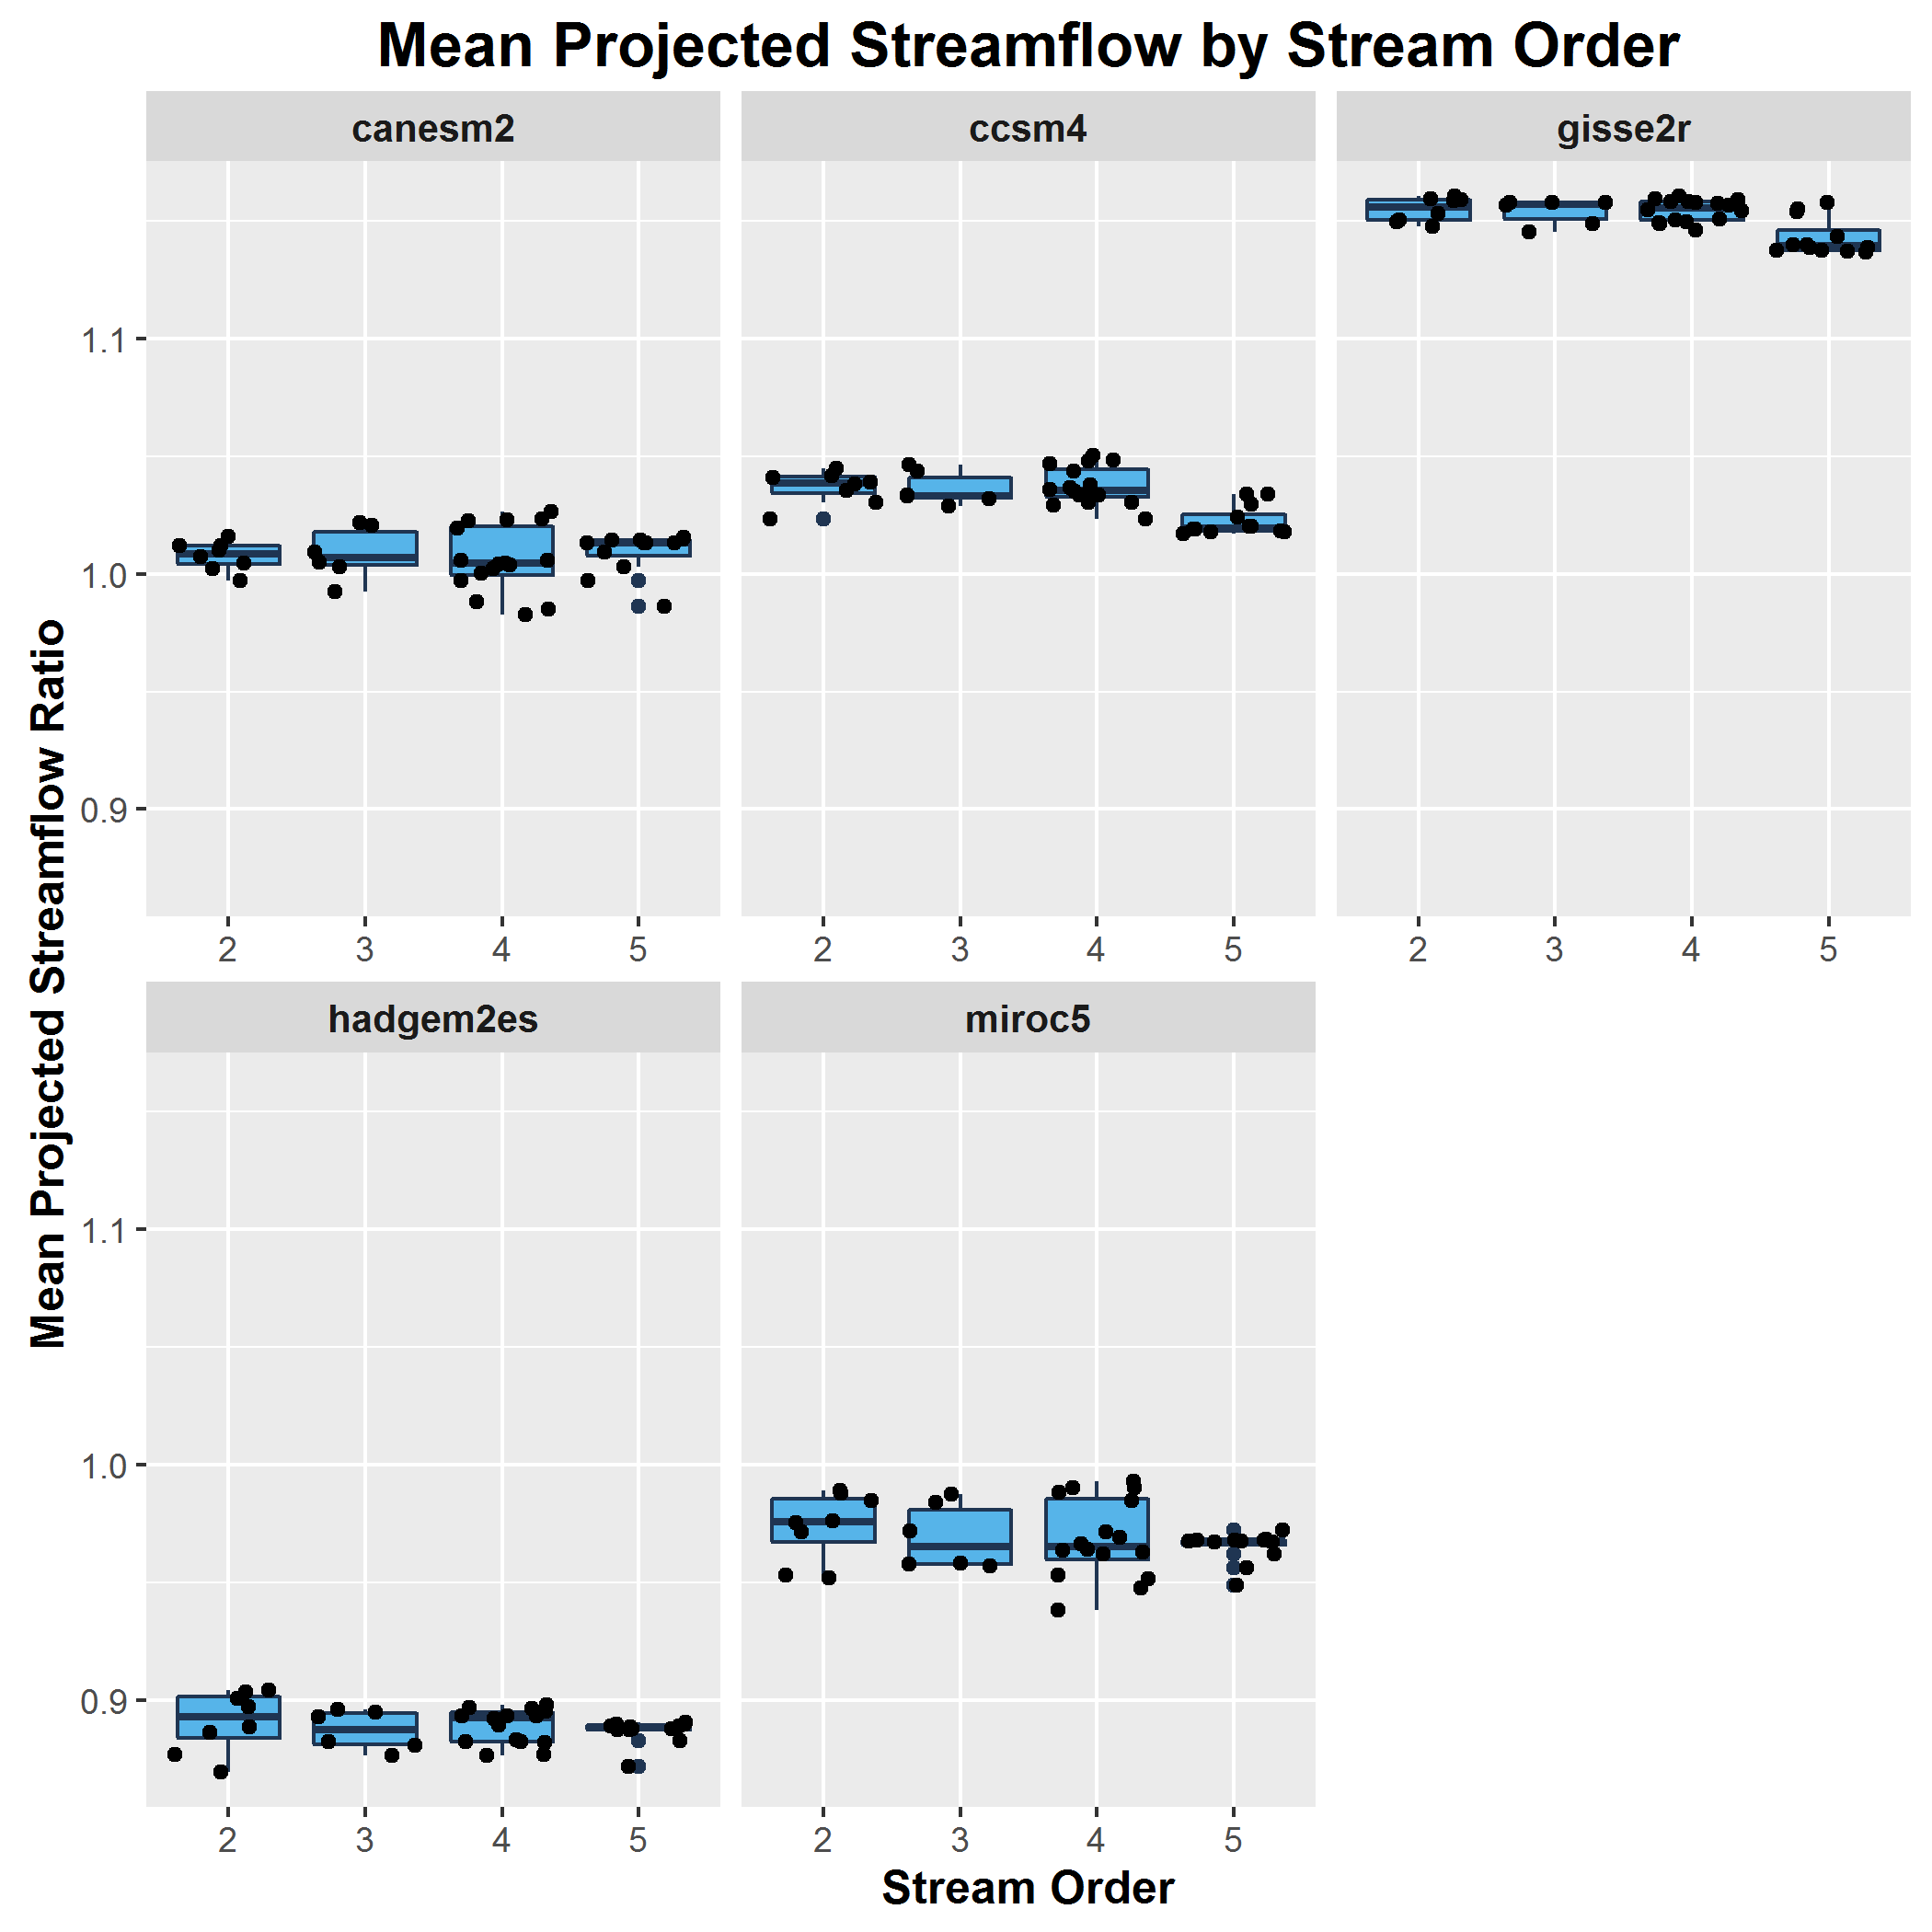 Mean Projected Streamflow by Stream Order
canesm2 ccsm4 gisse2r
1.1
1.0
0.9
2 3 4 5 2 3 4 5 2 3 4 5
Mean Projected Streamflow Ratio
hadgem2es miroc5
1.1
1.0
0.9
2 3 4 5 2 3 4 5
Stream Order